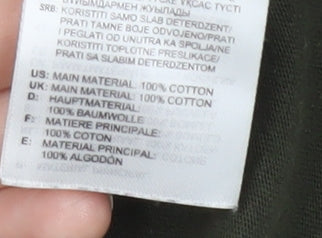 SRB: KORISTITI SAMO SLAB DETERDZENT/
PRATI TAMNE BOJE ODVOJENO/PRATI
I PEGLATI OD UNUTRA KA SPOLJA/NE
KORISTITI TOPLOTNE PRESLIKACE/
PRATI SA SLABIM DETERDZENTOM
US: MAIN MATERIAL: 100% COTTON
UK: MAIN MATERIAL: 100% COTTON
D: HAUPTMATERIAL:
100% BAUMWOLLE
F: MATIERE PRINCIPALE:
100% COTON
E: MATERIAL PRINCIPAL:
100% ALGODÓN